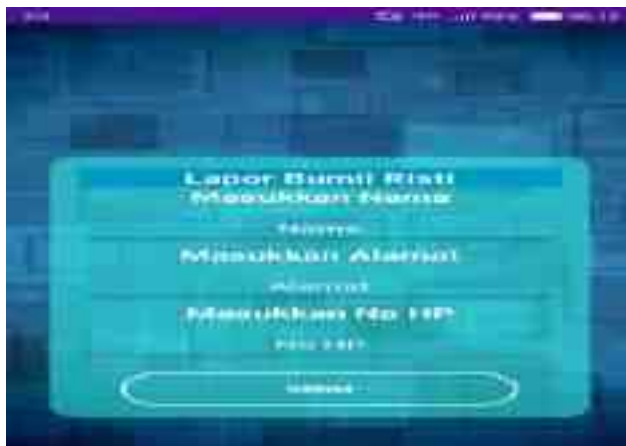 Lapor Bumil Risti
Masukkan Nama
Nama
Masukkan Alamat
Alamat
Masukkan No HP
No HP